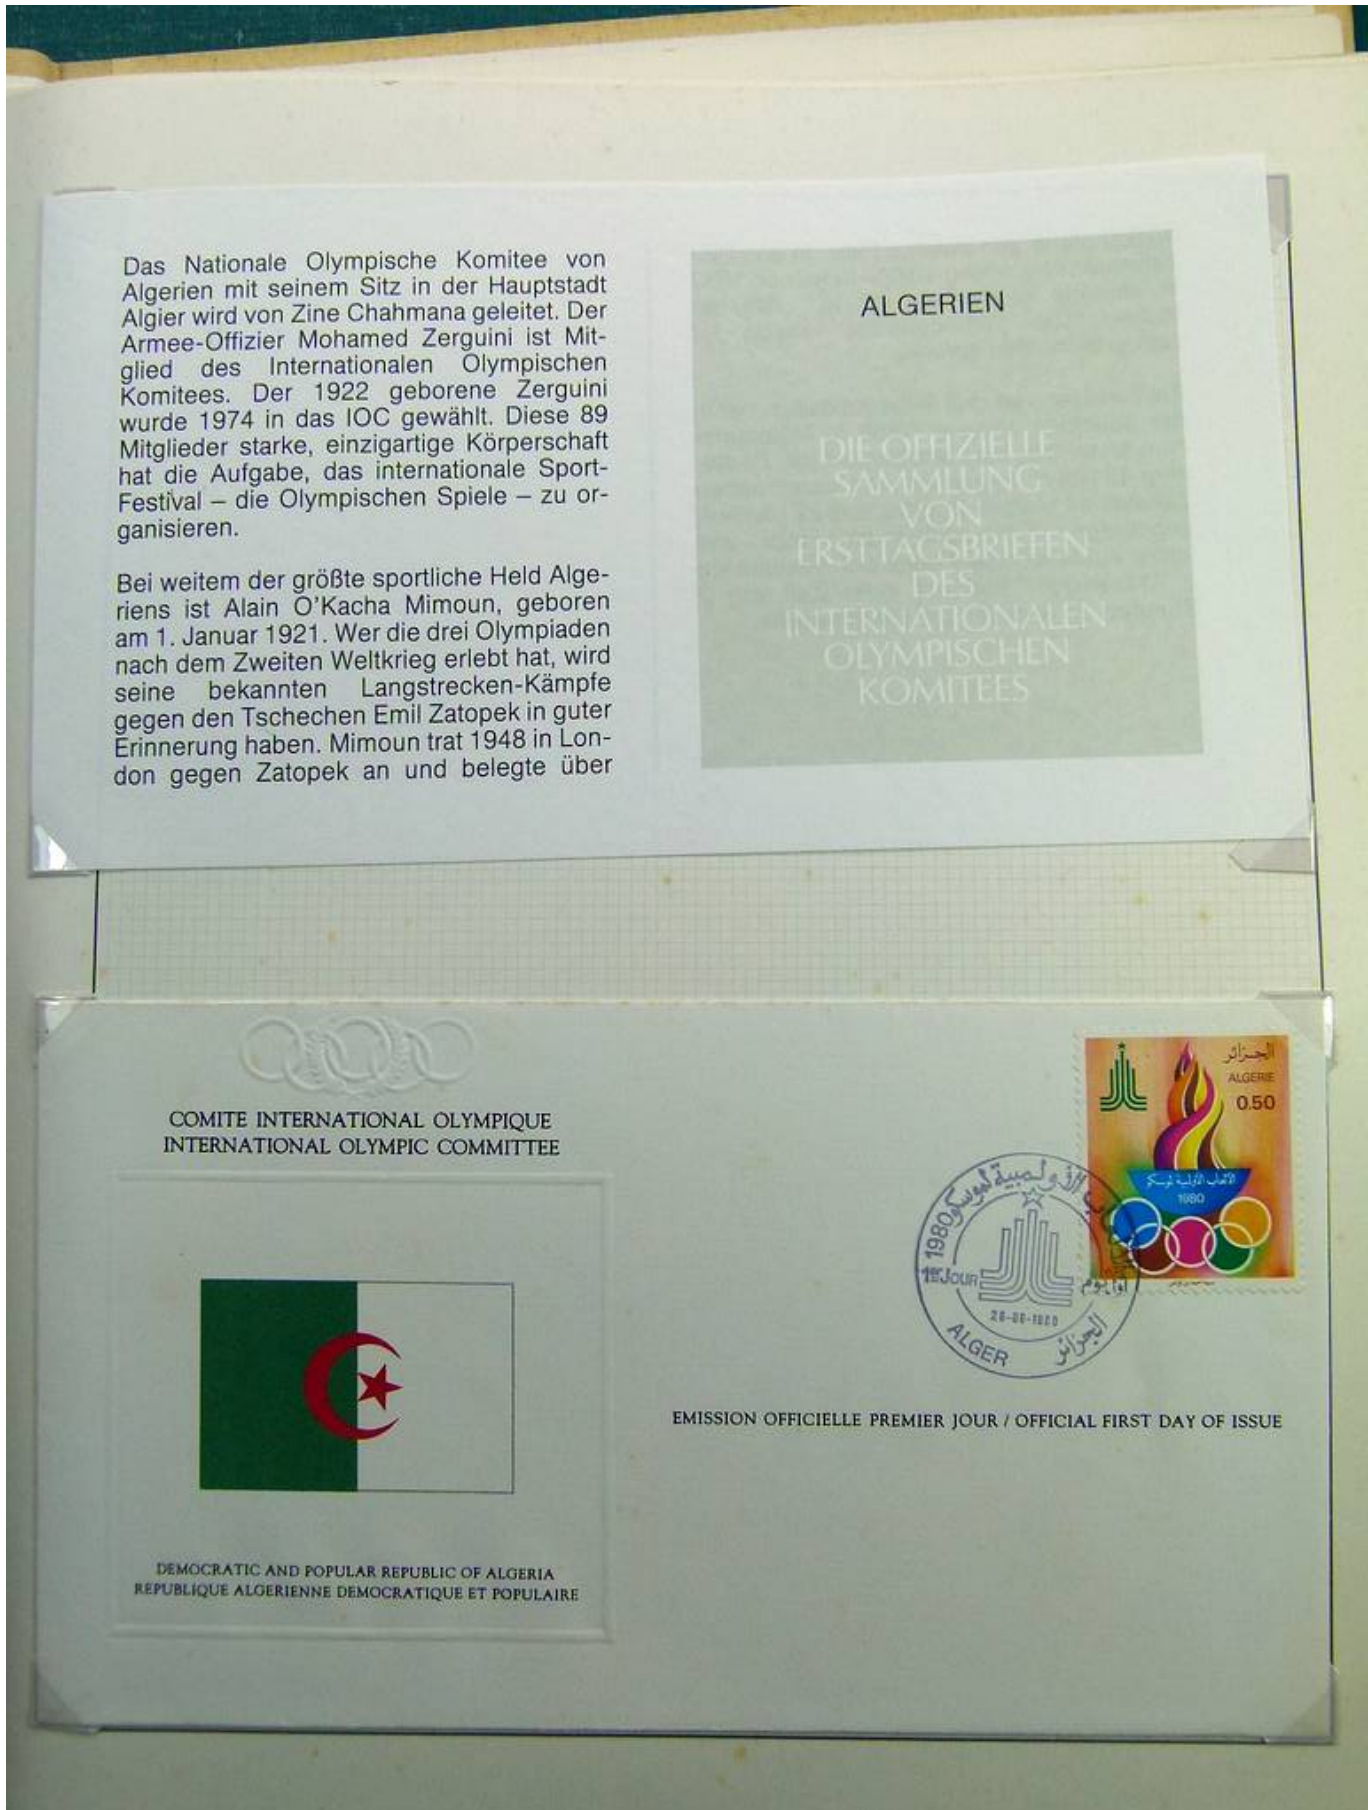 Das Nationale Olympische Komitee von
Algerien mit seinem Sitz in der Hauptstadt
Algier wird von Zine Chahmana geleitet. Der
Armee-Offizier Mohamed Zerguini ist Mit-
glied des Internationalen Olympischen
Komitees. Der 1922 geborene Zerguini
wurde 1974 in das IOC gewählt. Diese 89
Mitglieder starke, einzigartige Körperschaft
hat die Aufgabe, das internationale Sport-
Festival – die Olympischen Spiele – zu or-
ganisieren.
Bei weitem der größte sportliche Held Alge-
riens ist Alain O'Kacha Mimoun, geboren
am 1. Januar 1921. Wer die drei Olympiaden
nach dem Zweiten Weltkrieg erlebt hat, wird
seine bekannten Langstrecken-Kämpfe
gegen den Tschechen Emil Zatopek in guter
Erinnerung haben. Mimoun trat 1948 in Lon-
don gegen Zatopek an und belegte über
ALGERIEN
DIE OFFIZIELLE
SAMMLUNG
VON
ERSTTAGSBRIEFEN
DES
INTERNATIONALEN
OLYMPISCHEN
KOMITEES
COMITE INTERNATIONAL OLYMPIQUE
INTERNATIONAL OLYMPIC COMMITTEE
DEMOCRATIC AND POPULAR REPUBLIC OF ALGERIA
REPUBLIQUE ALGERIENNE DEMOCRATIQUE ET POPULAIRE
الجزائر
ALGERIE
0.50
الألعاب الأولمبية لموسكو
1980
الأولمبية لموسكو 1980
1er JOUR
ALGER
الجزائر
EMISSION OFFICIELLE PREMIER JOUR / OFFICIAL FIRST DAY OF ISSUE